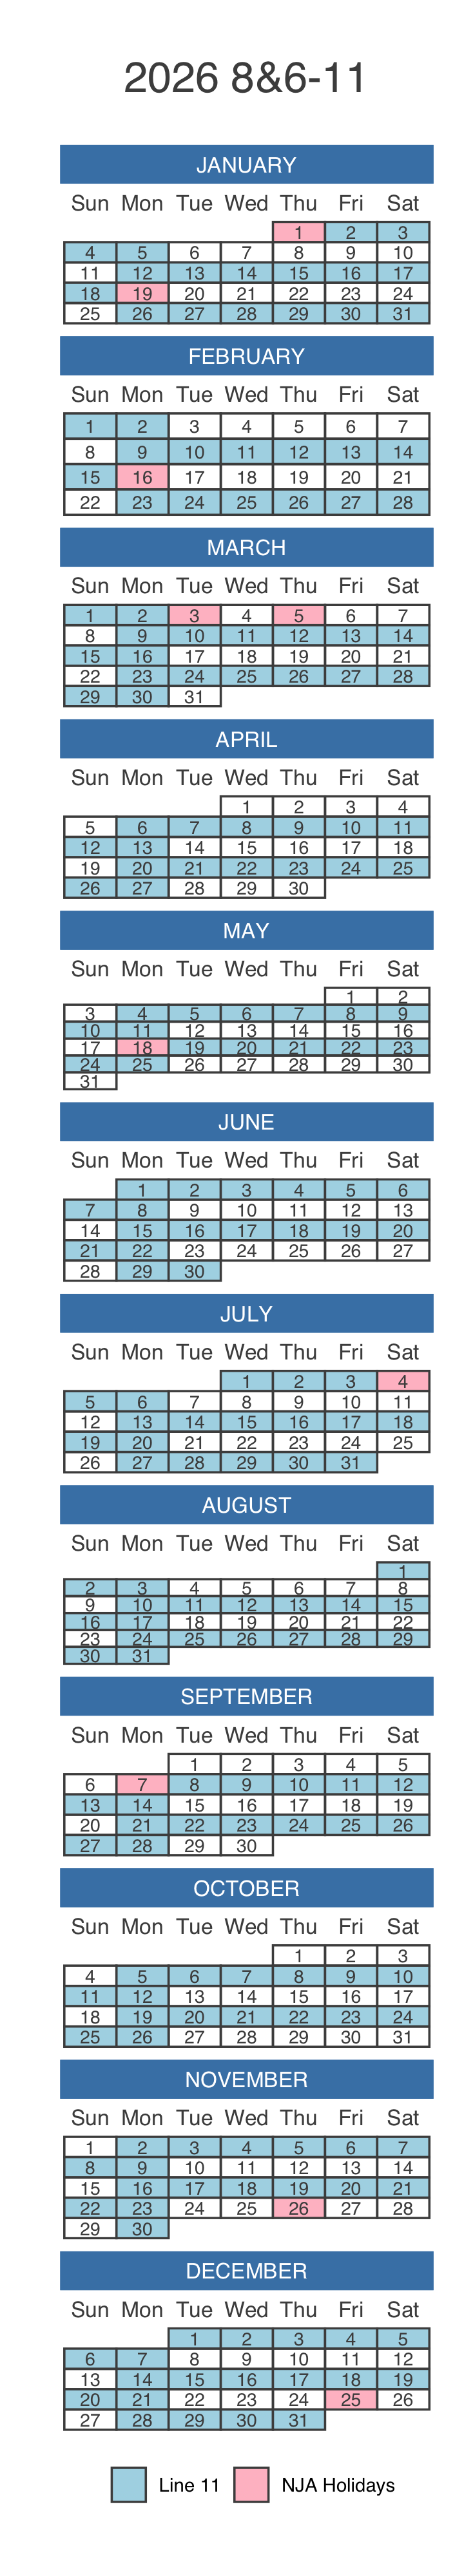 2026 8&6-11
JANUARY
Sun Mon Tue Wed Thu Fri Sat
1 2 3
4 5 6 7 8 9 10
11 12 13 14 15 16 17
18 19 20 21 22 23 24
25 26 27 28 29 30 31
FEBRUARY
Sun Mon Tue Wed Thu Fri Sat
1 2 3 4 5 6 7
8 9 10 11 12 13 14
15 16 17 18 19 20 21
22 23 24 25 26 27 28
MARCH
Sun Mon Tue Wed Thu Fri Sat
1 2 3 4 5 6 7
8 9 10 11 12 13 14
15 16 17 18 19 20 21
22 23 24 25 26 27 28
29 30 31
APRIL
Sun Mon Tue Wed Thu Fri Sat
1 2 3 4
5 6 7 8 9 10 11
12 13 14 15 16 17 18
19 20 21 22 23 24 25
26 27 28 29 30
MAY
Sun Mon Tue Wed Thu Fri Sat
1 2
3 4 5 6 7 8 9
10 11 12 13 14 15 16
17 18 19 20 21 22 23
24 25 26 27 28 29 30
31
JUNE
Sun Mon Tue Wed Thu Fri Sat
1 2 3 4 5 6
7 8 9 10 11 12 13
14 15 16 17 18 19 20
21 22 23 24 25 26 27
28 29 30
JULY
Sun Mon Tue Wed Thu Fri Sat
1 2 3 4
5 6 7 8 9 10 11
12 13 14 15 16 17 18
19 20 21 22 23 24 25
26 27 28 29 30 31
AUGUST
Sun Mon Tue Wed Thu Fri Sat
1
2 3 4 5 6 7 8
9 10 11 12 13 14 15
16 17 18 19 20 21 22
23 24 25 26 27 28 29
30 31
SEPTEMBER
Sun Mon Tue Wed Thu Fri Sat
1 2 3 4 5
6 7 8 9 10 11 12
13 14 15 16 17 18 19
20 21 22 23 24 25 26
27 28 29 30
OCTOBER
Sun Mon Tue Wed Thu Fri Sat
1 2 3
4 5 6 7 8 9 10
11 12 13 14 15 16 17
18 19 20 21 22 23 24
25 26 27 28 29 30 31
NOVEMBER
Sun Mon Tue Wed Thu Fri Sat
1 2 3 4 5 6 7
8 9 10 11 12 13 14
15 16 17 18 19 20 21
22 23 24 25 26 27 28
29 30
DECEMBER
Sun Mon Tue Wed Thu Fri Sat
1 2 3 4 5
6 7 8 9 10 11 12
13 14 15 16 17 18 19
20 21 22 23 24 25 26
27 28 29 30 31
Line 11 NJA Holidays